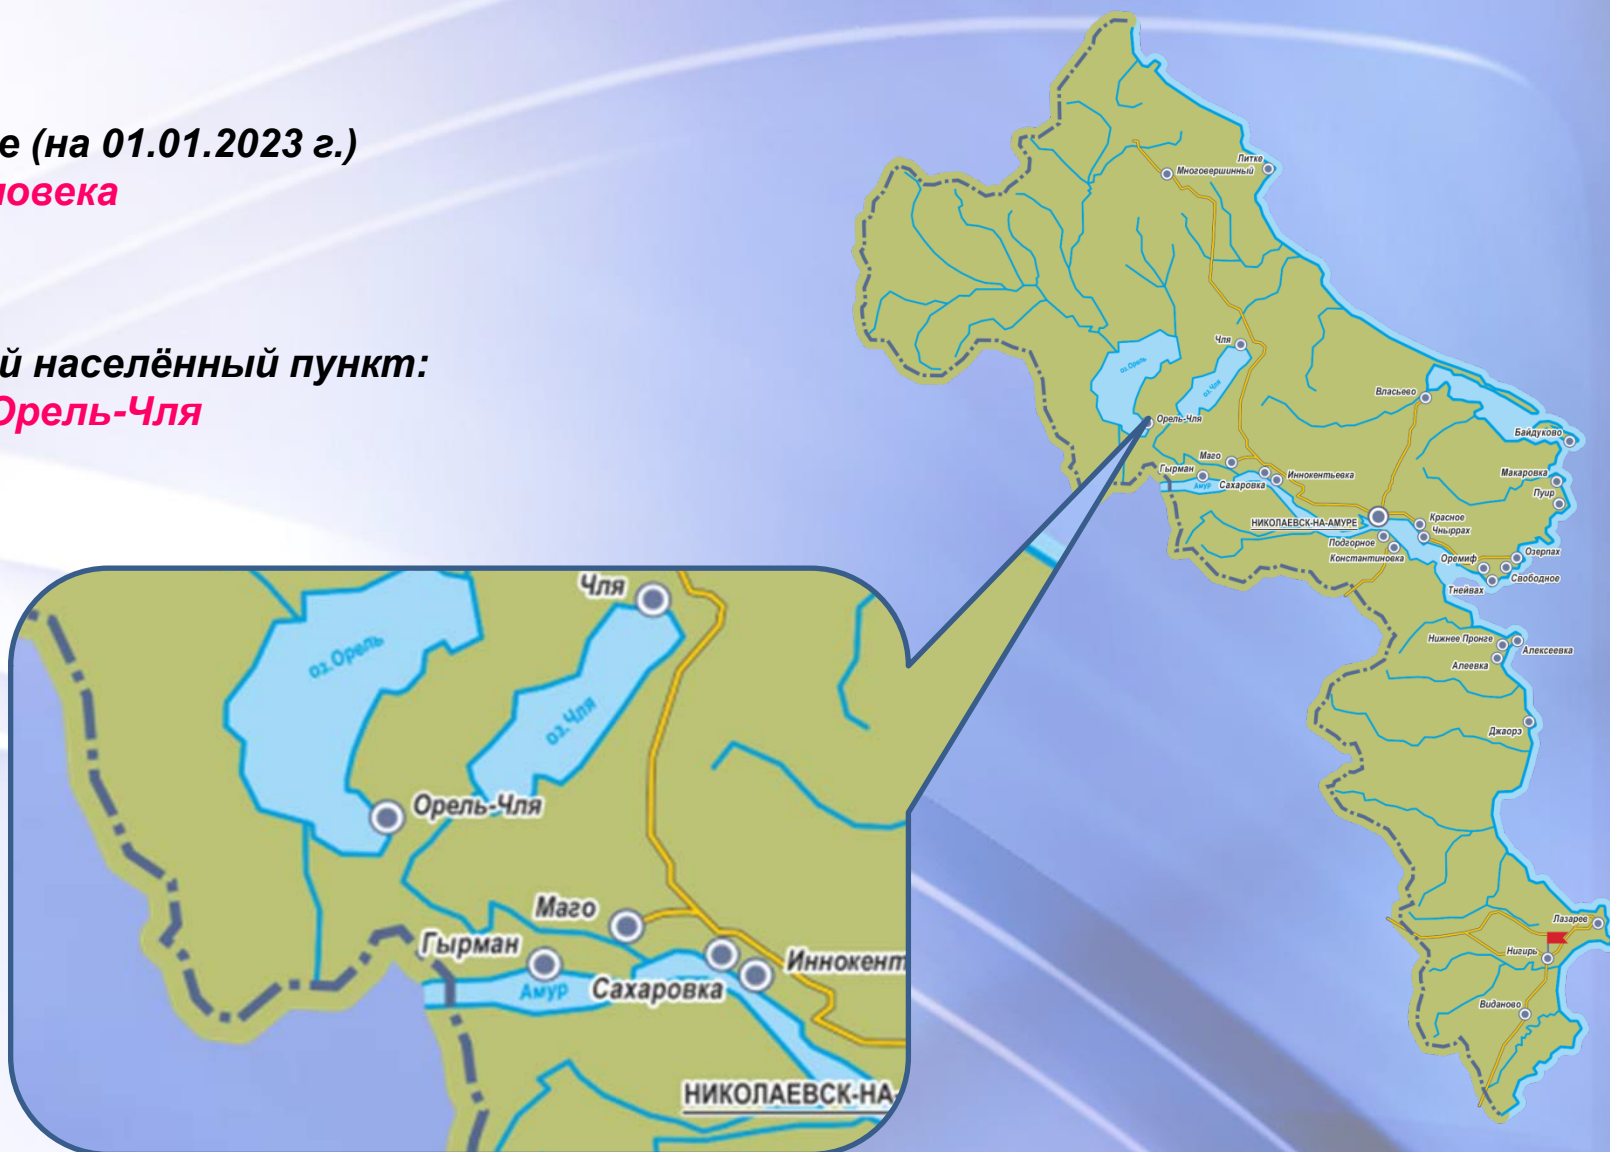 е (на 01.01.2023 г.)
ловека
й населённый пункт:
Орель-Чля
Литке
Многовершинный
Чля
оз. Орель
оз. Чля
Власьево
Орель-Чля
Байдуково
Маго
Гырман
Иннокентьевка
Макаровка
Амур
Сахаровка
Пуир
НИКОЛАЕВСК-НА-АМУРЕ
Красное
Чныррах
Подгорное
Константиновка
Оремиф
Озерпах
Свободное
Тнейвах
Нижнее Пронге
Алексеевка
Алеевка
Джаорэ
Лазарев
Нигирь
Виданово
Чля
оз. Орель
оз. Чля
Орель-Чля
Маго
Гырман
Иннокент
Амур
Сахаровка
НИКОЛАЕВСК-НА-